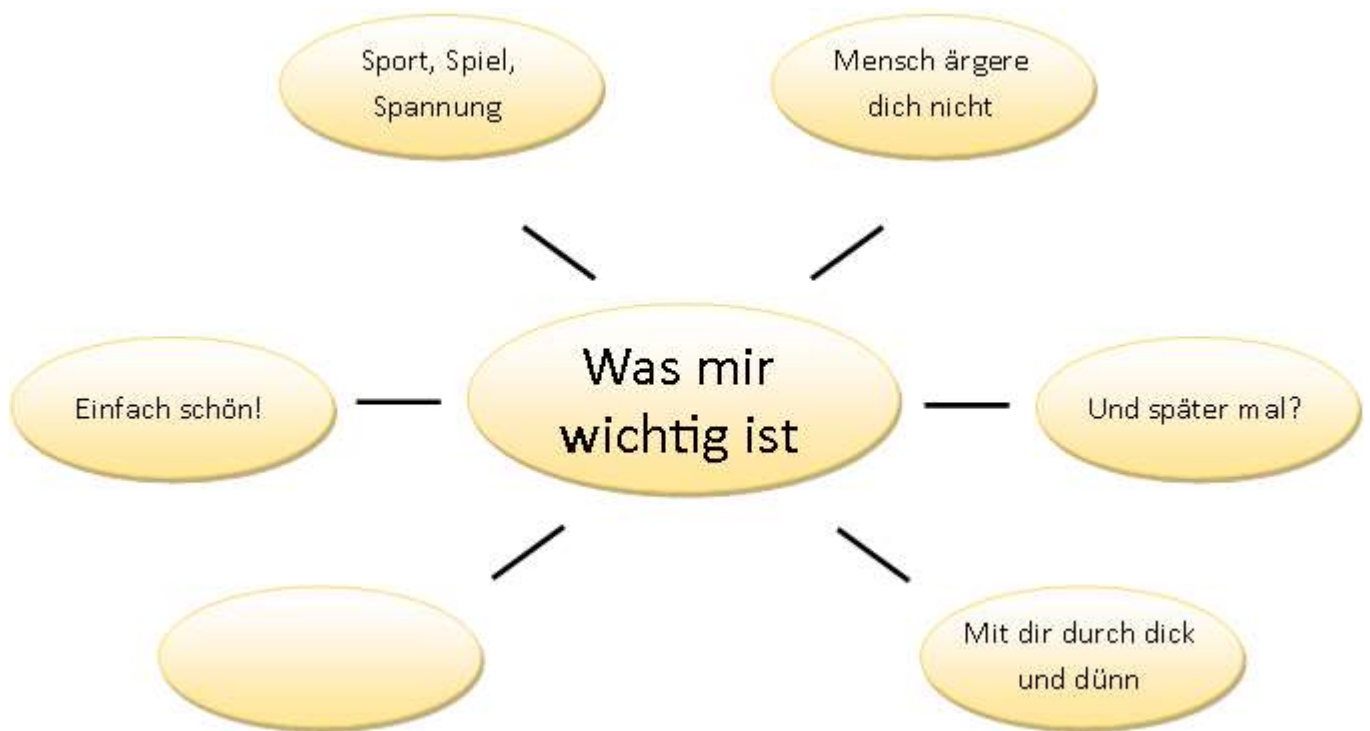 Sport, Spiel,
Spannung
Mensch ärgere
dich nicht
Was mir
wichtig ist
Einfach schön!
Und später mal?
Mit dir durch dick
und dünn